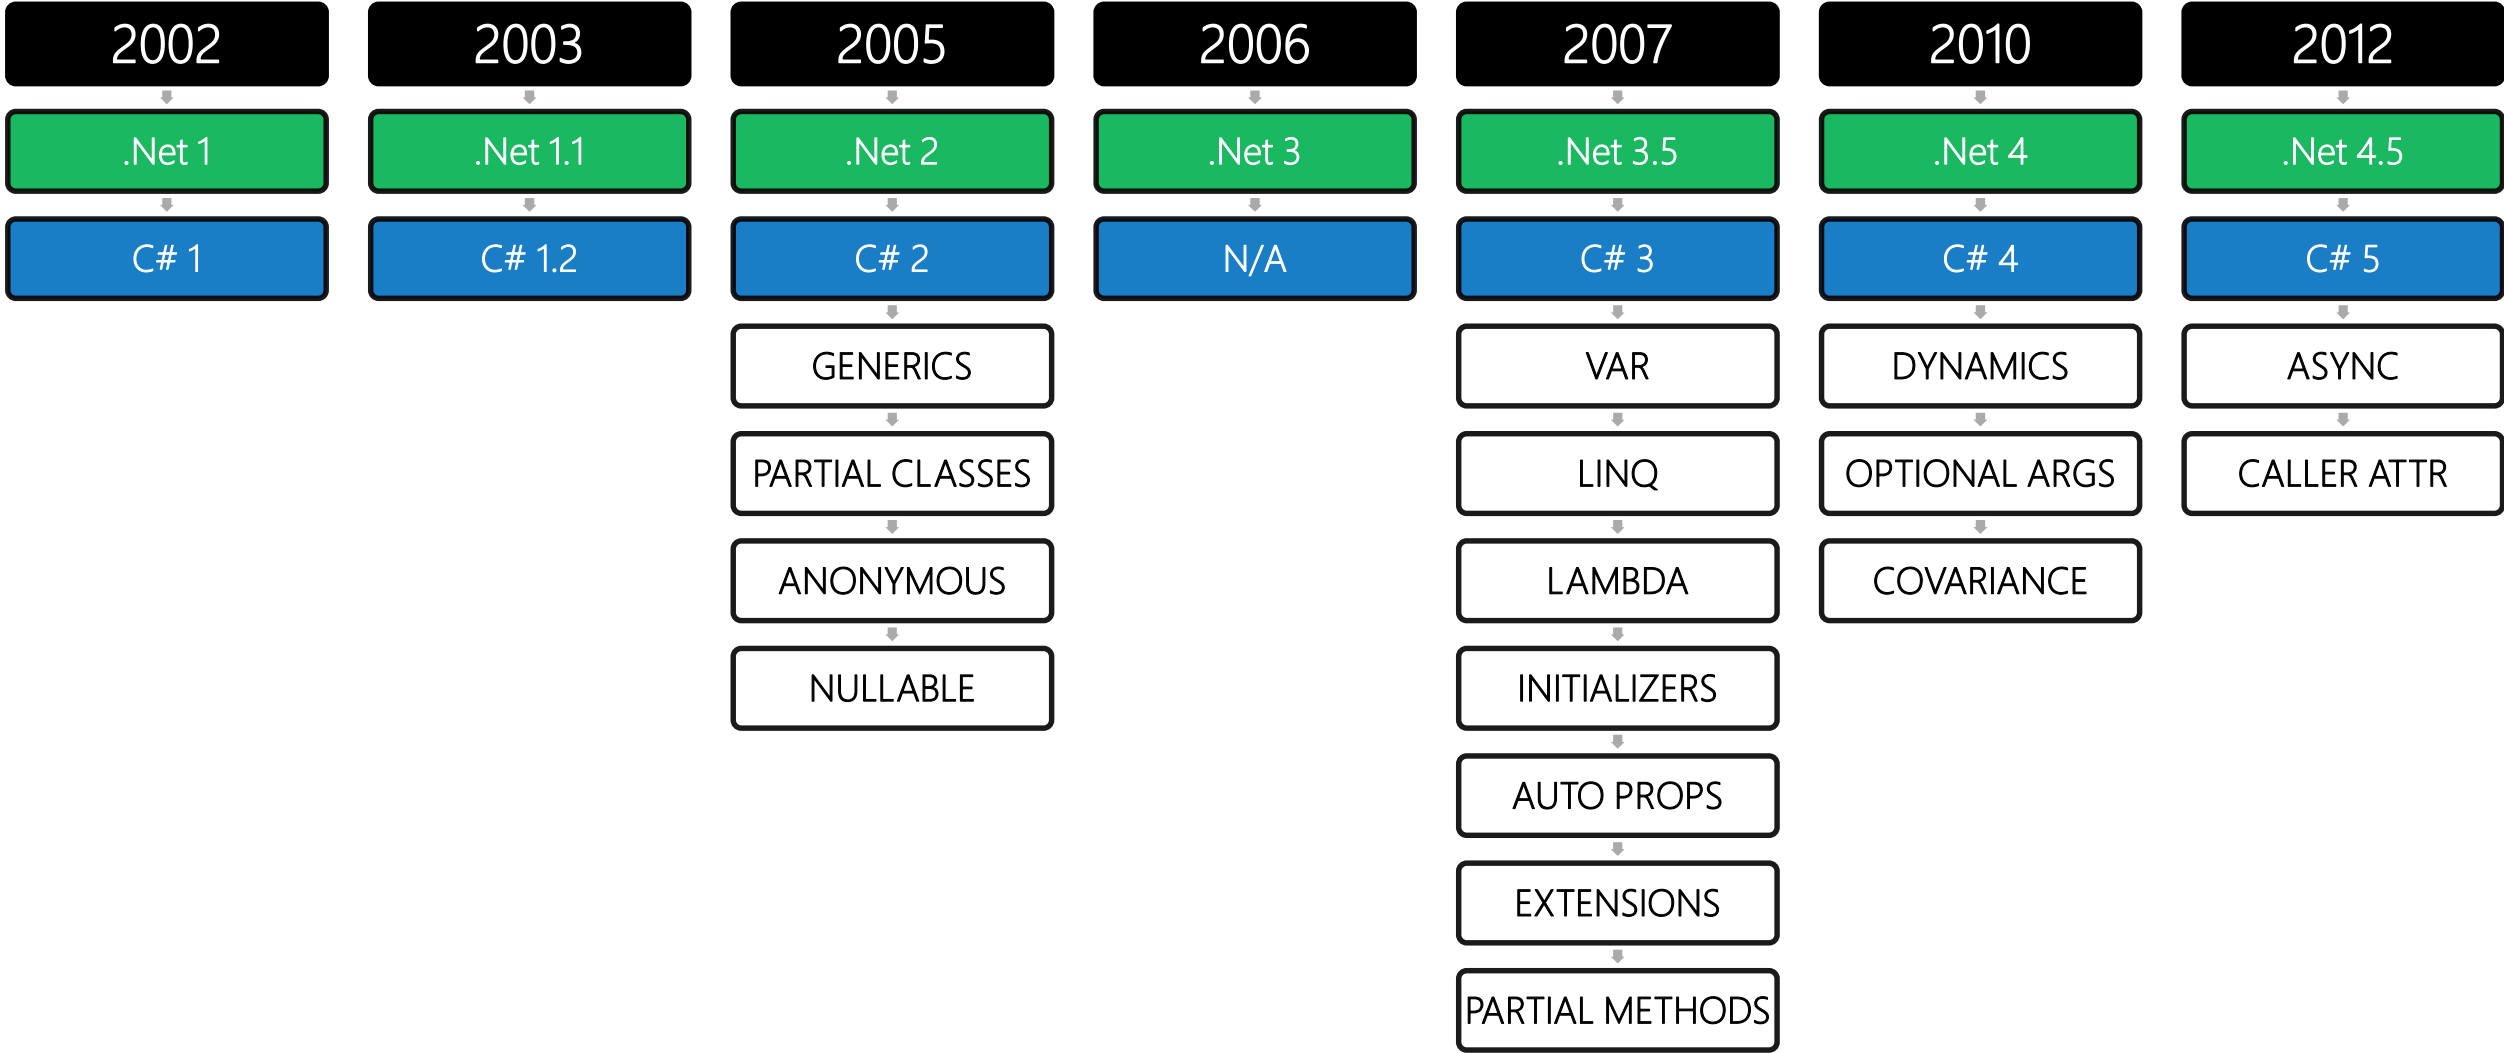 2002
2003
2005
2006
2007
2010
2012
.Net 1
.Net 1.1
.Net 2
.Net 3
.Net 3.5
.Net 4
.Net 4.5
C# 1
C# 1.2
C# 2
N/A
C# 3
C# 4
C# 5
GENERICS
VAR
DYNAMICS
ASYNC
PARTIAL CLASSES
LINQ
OPTIONAL ARGS
CALLER ATTR
ANONYMOUS
LAMBDA
COVARIANCE
NULLABLE
INITIALIZERS
AUTO PROPS
EXTENSIONS
PARTIAL METHODS